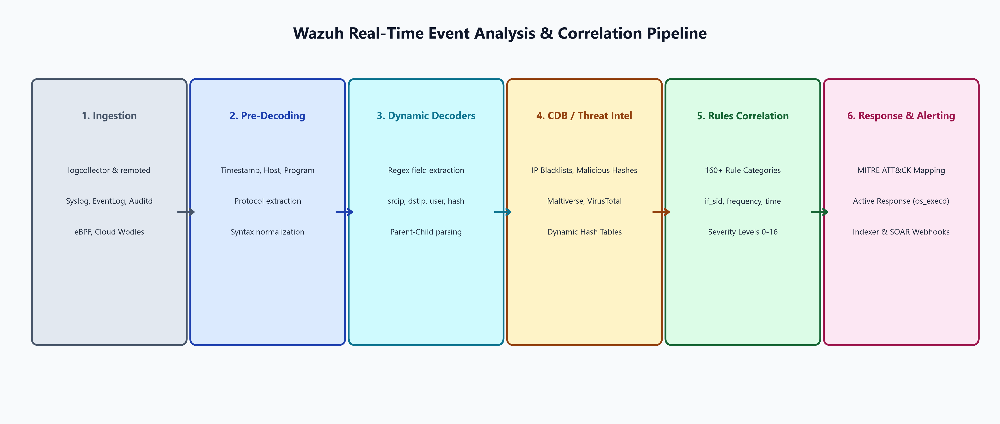 Wazuh Real-Time Event Analysis & Correlation Pipeline
1. Ingestion
logcollector & remoted
Syslog, EventLog, Auditd
eBPF, Cloud Wodles
2. Pre-Decoding
Timestamp, Host, Program
Protocol extraction
Syntax normalization
3. Dynamic Decoders
Regex field extraction
srcip, dstip, user, hash
Parent-Child parsing
4. CDB / Threat Intel
IP Blacklists, Malicious Hashes
Maltiverse, VirusTotal
Dynamic Hash Tables
5. Rules Correlation
160+ Rule Categories
if_sid, frequency, time
Severity Levels 0-16
6. Response & Alerting
MITRE ATT&CK Mapping
Active Response (os_execd)
Indexer & SOAR Webhooks